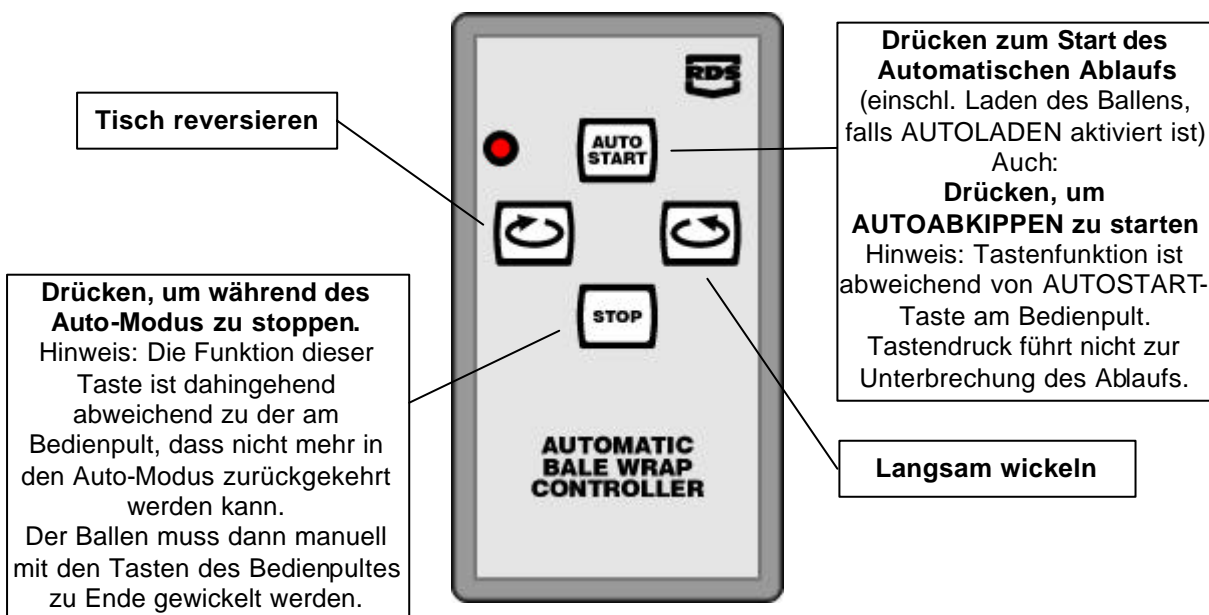 Tisch reversieren
Drücken, um während des
Auto-Modus zu stoppen.
Hinweis: Die Funktion dieser
Taste ist dahingehend
abweichend zu der am
Bedienpult, dass nicht mehr in
den Auto-Modus zurückgekehrt
werden kann.
Der Ballen muss dann manuell
mit den Tasten des Bedienpultes
zu Ende gewickelt werden.
RDS
AUTO
START
STOP
AUTOMATIC
BALE WRAP
CONTROLLER
Drücken zum Start des
Automatischen Ablaufs
(einschl. Laden des Ballens,
falls AUTOLADEN aktiviert ist)
Auch:
Drücken, um
AUTOABKIPPEN zu starten
Hinweis: Tastenfunktion ist
abweichend von AUTOSTART-
Taste am Bedienpult.
Tastendruck führt nicht zur
Unterbrechung des Ablaufs.
Langsam wickeln